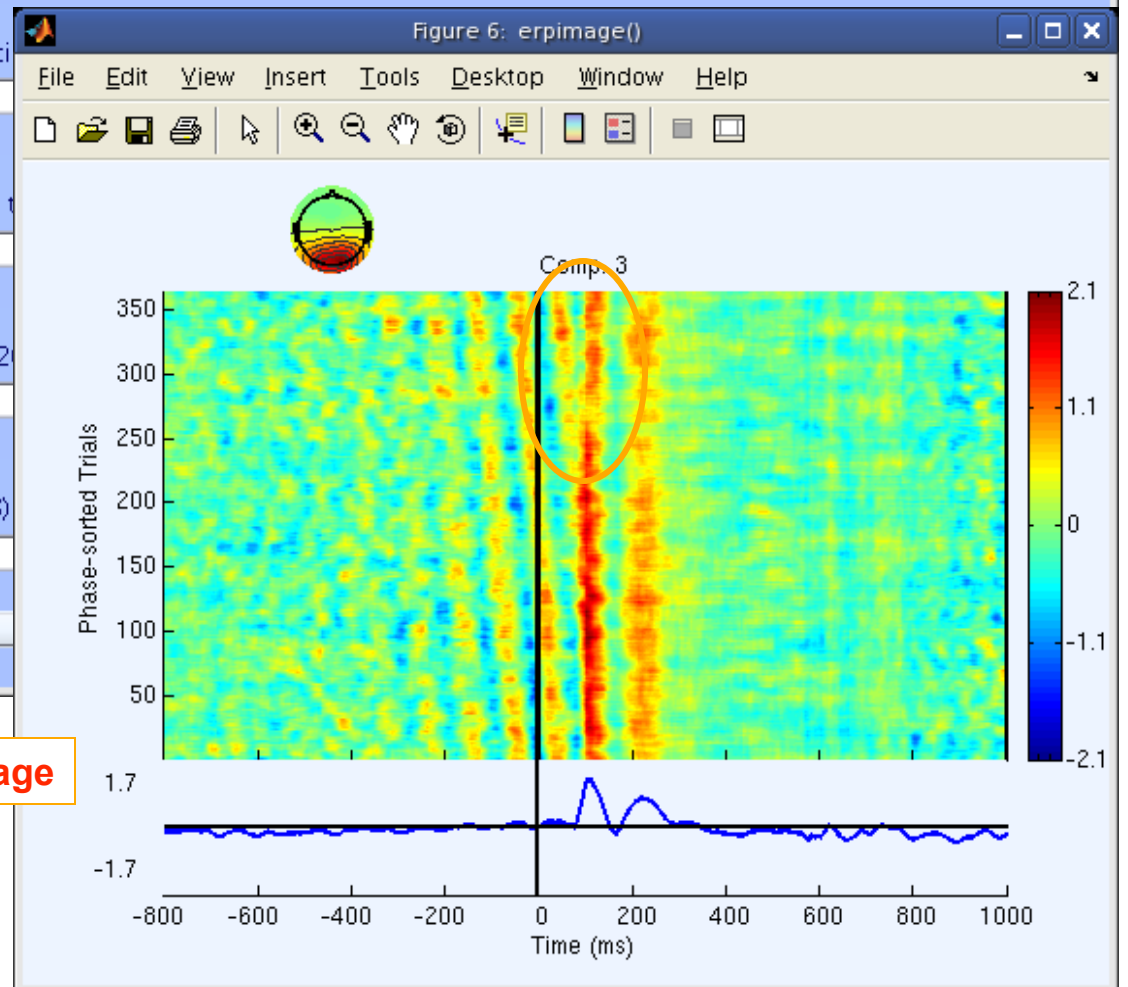 Figure 6: erpimage()
File Edit View Insert Tools Desktop Window Help
Comp. 3
350
300
250
200
150
100
50
Phase-sorted Trials
2.1
1.1
0
-1.1
-2.1
age
1.7
-1.7
-800 -600 -400 -200 0 200 400 600 800 1000
Time (ms)